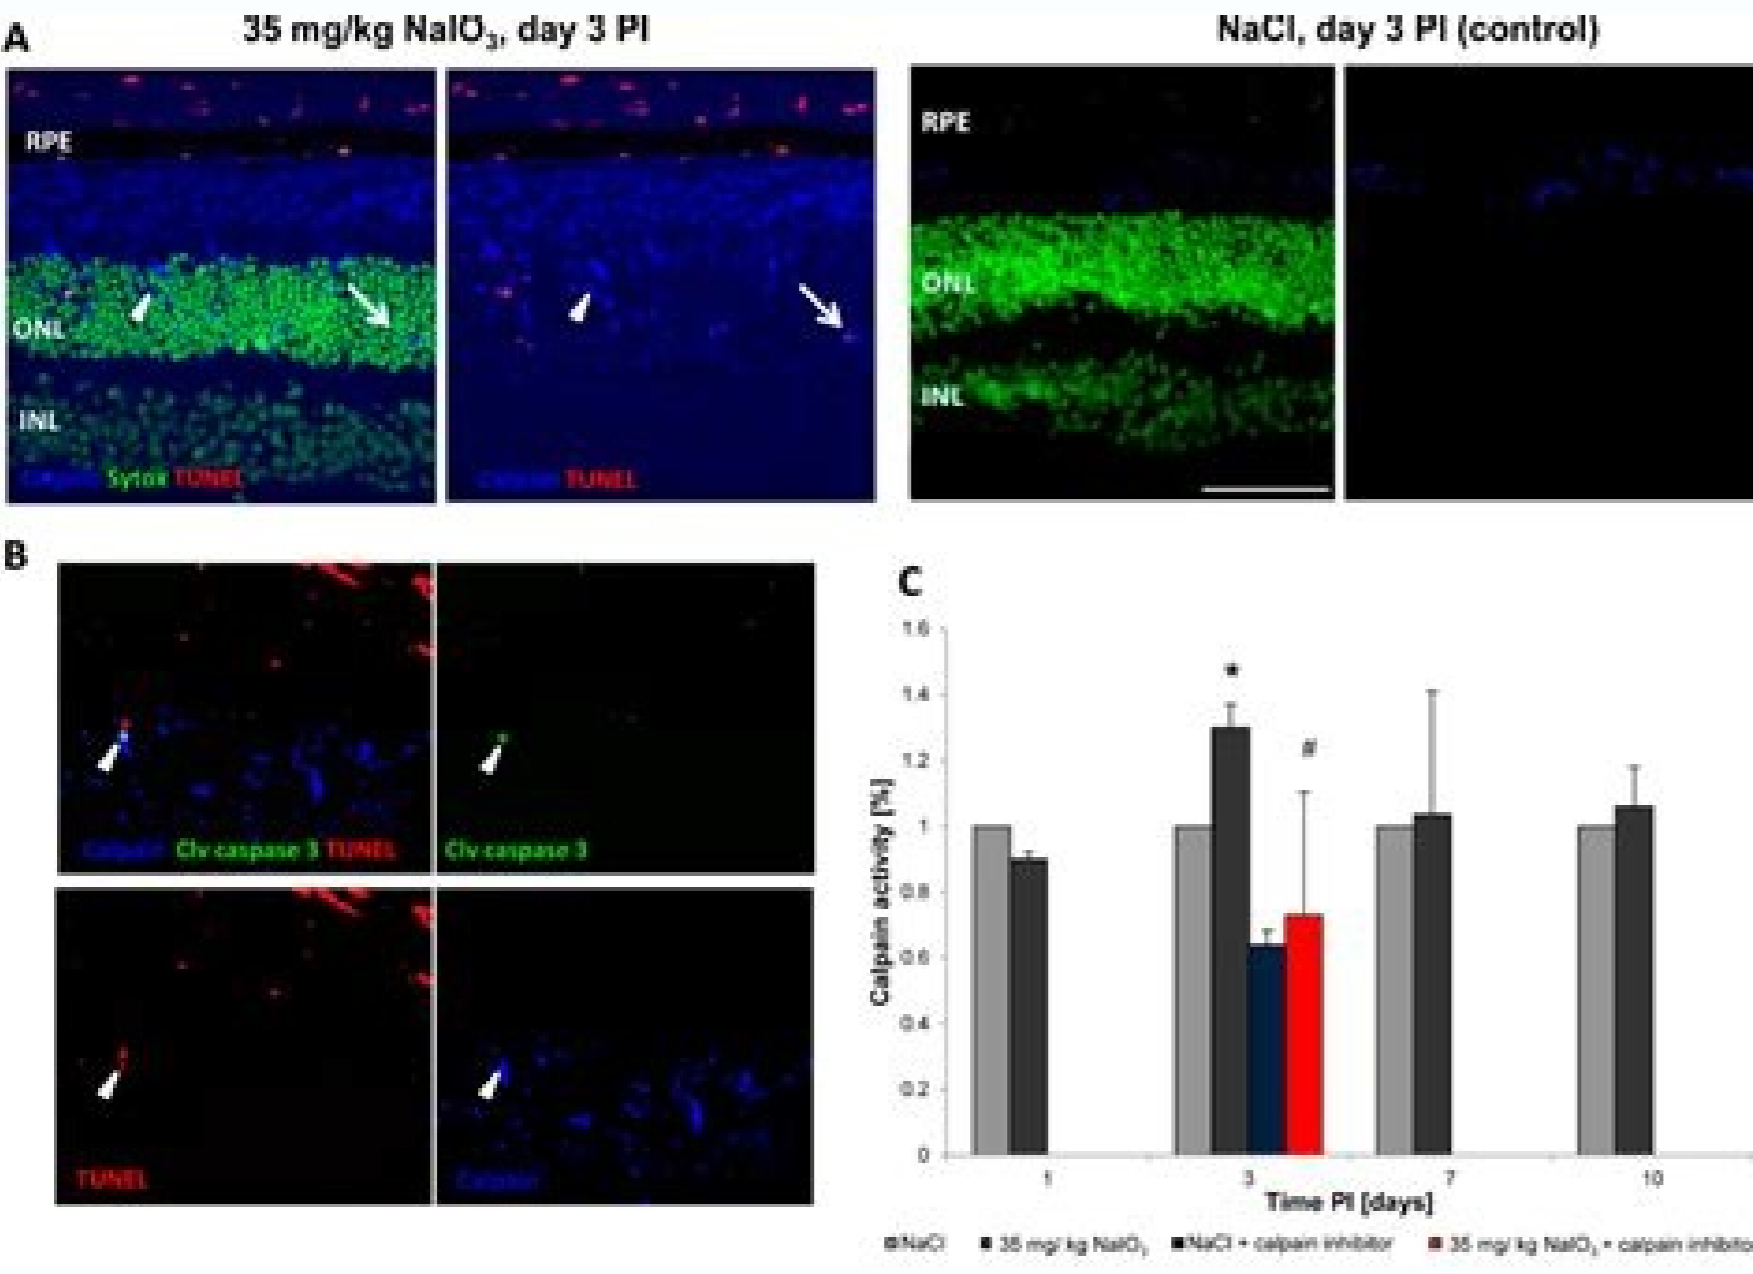 A
35 mg/kg NaIO3, day 3 PI
NaCl, day 3 PI (control)
RPE
ONL
INL
Calpain Sytox TUNEL
Calpain TUNEL
RPE
ONL
INL
B
Calpain Clv caspase 3 TUNEL
Clv caspase 3
TUNEL
Calpain
C
Calpain activity [%]
1.6
1.4
1.2
1
0.8
0.6
0.4
0.2
0
*
#
1 3 7 10
Time PI [days]
NaCl 35 mg/ kg NaIO3 NaCl + calpain inhibitor 35 mg/ kg NaIO3 + calpain inhibito